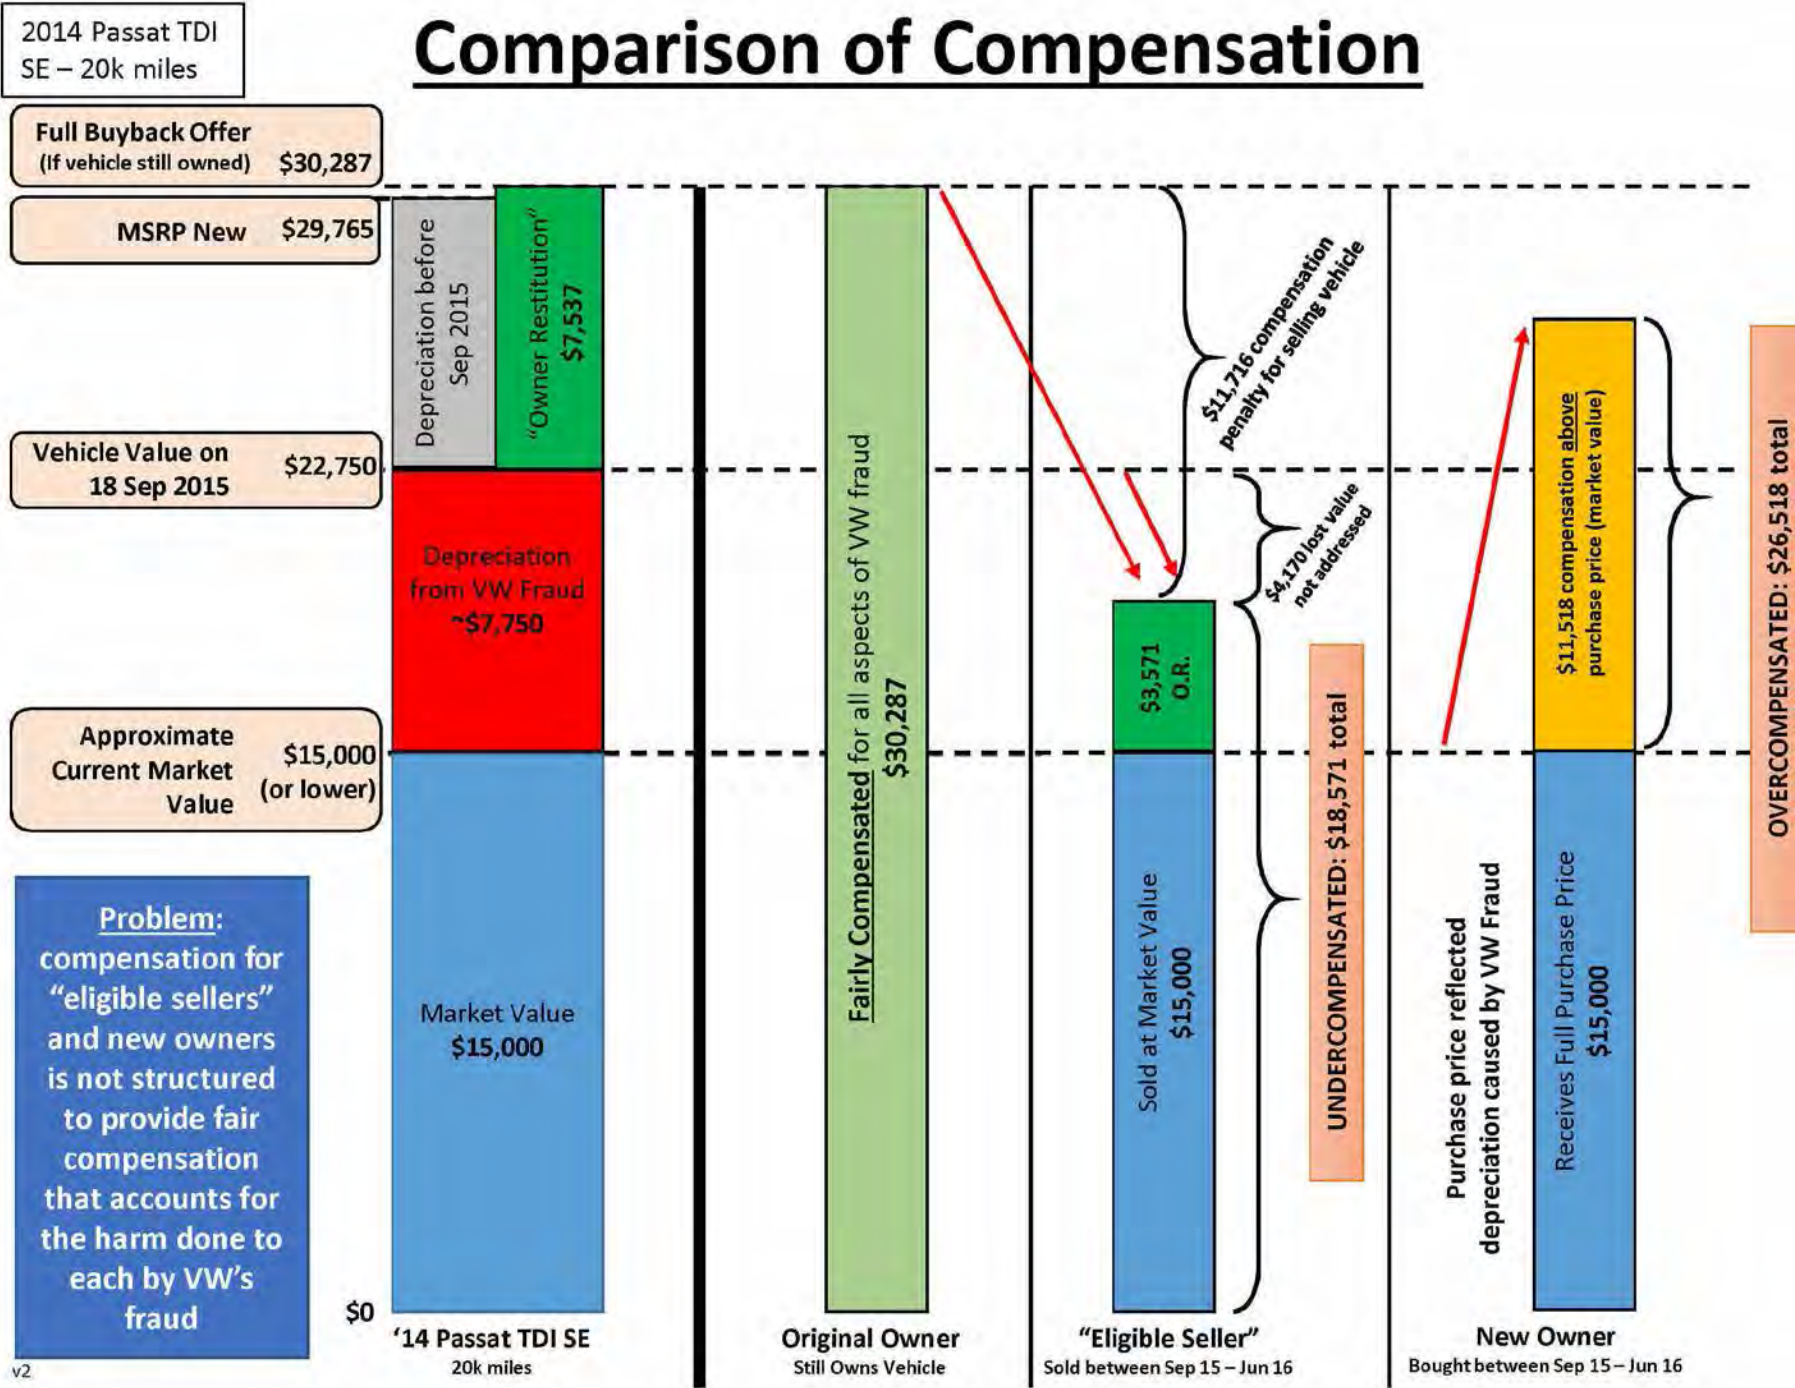 2014 Passat TDI
SE – 20k miles
Comparison of Compensation
Full Buyback Offer
(If vehicle still owned) $30,287
MSRP New $29,765
Vehicle Value on
18 Sep 2015
$22,750
Approximate
Current Market
Value
$15,000
(or lower)
Problem:
compensation for
“eligible sellers”
and new owners
is not structured
to provide fair
compensation
that accounts for
the harm done to
each by VW’s
fraud
v2
$0
Depreciation before
Sep 2015
“Owner Restitution”
$7,537
Depreciation
from VW Fraud
~$7,750
Market Value
$15,000
‘14 Passat TDI SE
20k miles
Fairly Compensated for all aspects of VW fraud
$30,287
Original Owner
Still Owns Vehicle
$11,716 compensation
penalty for selling vehicle
$4,170 lost value
not addressed
$3,571
O.R.
Sold at Market Value
$15,000
UNDERCOMPENSATED: $18,571 total
“Eligible Seller”
Sold between Sep 15 – Jun 16
Purchase price reflected
depreciation caused by VW Fraud
$11,518 compensation above
purchase price (market value)
Receives Full Purchase Price
$15,000
OVERCOMPENSATED: $26,518 total
New Owner
Bought between Sep 15 – Jun 16